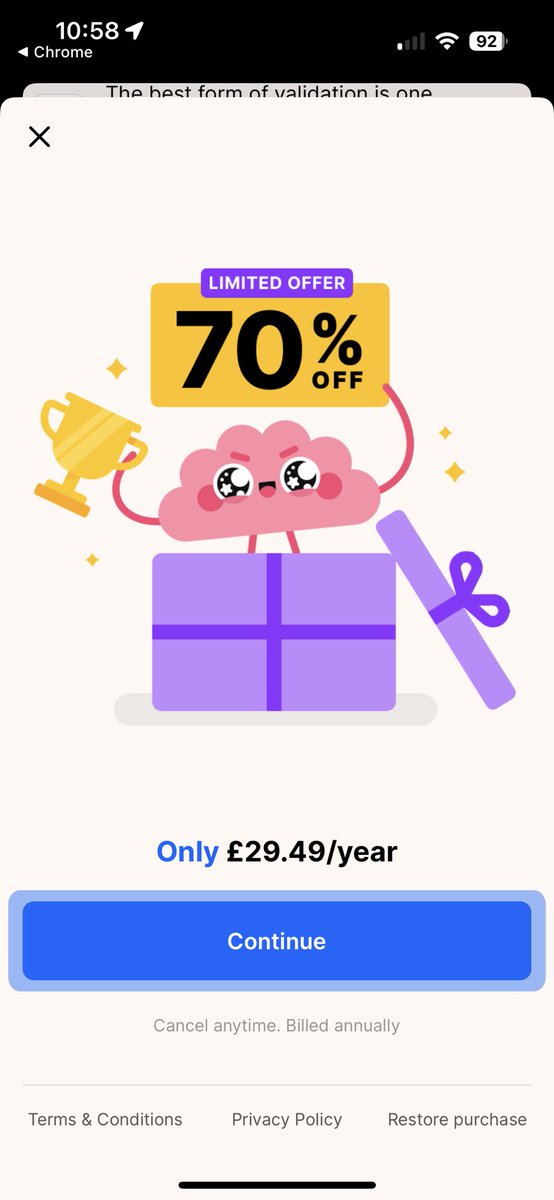 10:58
92
◀ Chrome
The best form of validation is one
LIMITED OFFER
70%
OFF
Only £29.49/year
Continue
Cancel anytime. Billed annually
Terms & Conditions Privacy Policy Restore purchase